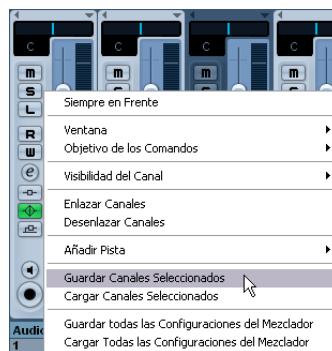 C C C C
m m m m
S
L
Siempre en Frente
R
Ventana
W
Objetivo de los Comandos
e
Visibilidad del Canal
Enlazar Canales
Desenlazar Canales
Añadir Pista
Guardar Canales Seleccionados
Cargar Canales Seleccionados
Guardar todas las Configuraciones del Mezclador
Audio
Cargar Todas las Configuraciones del Mezclador
1